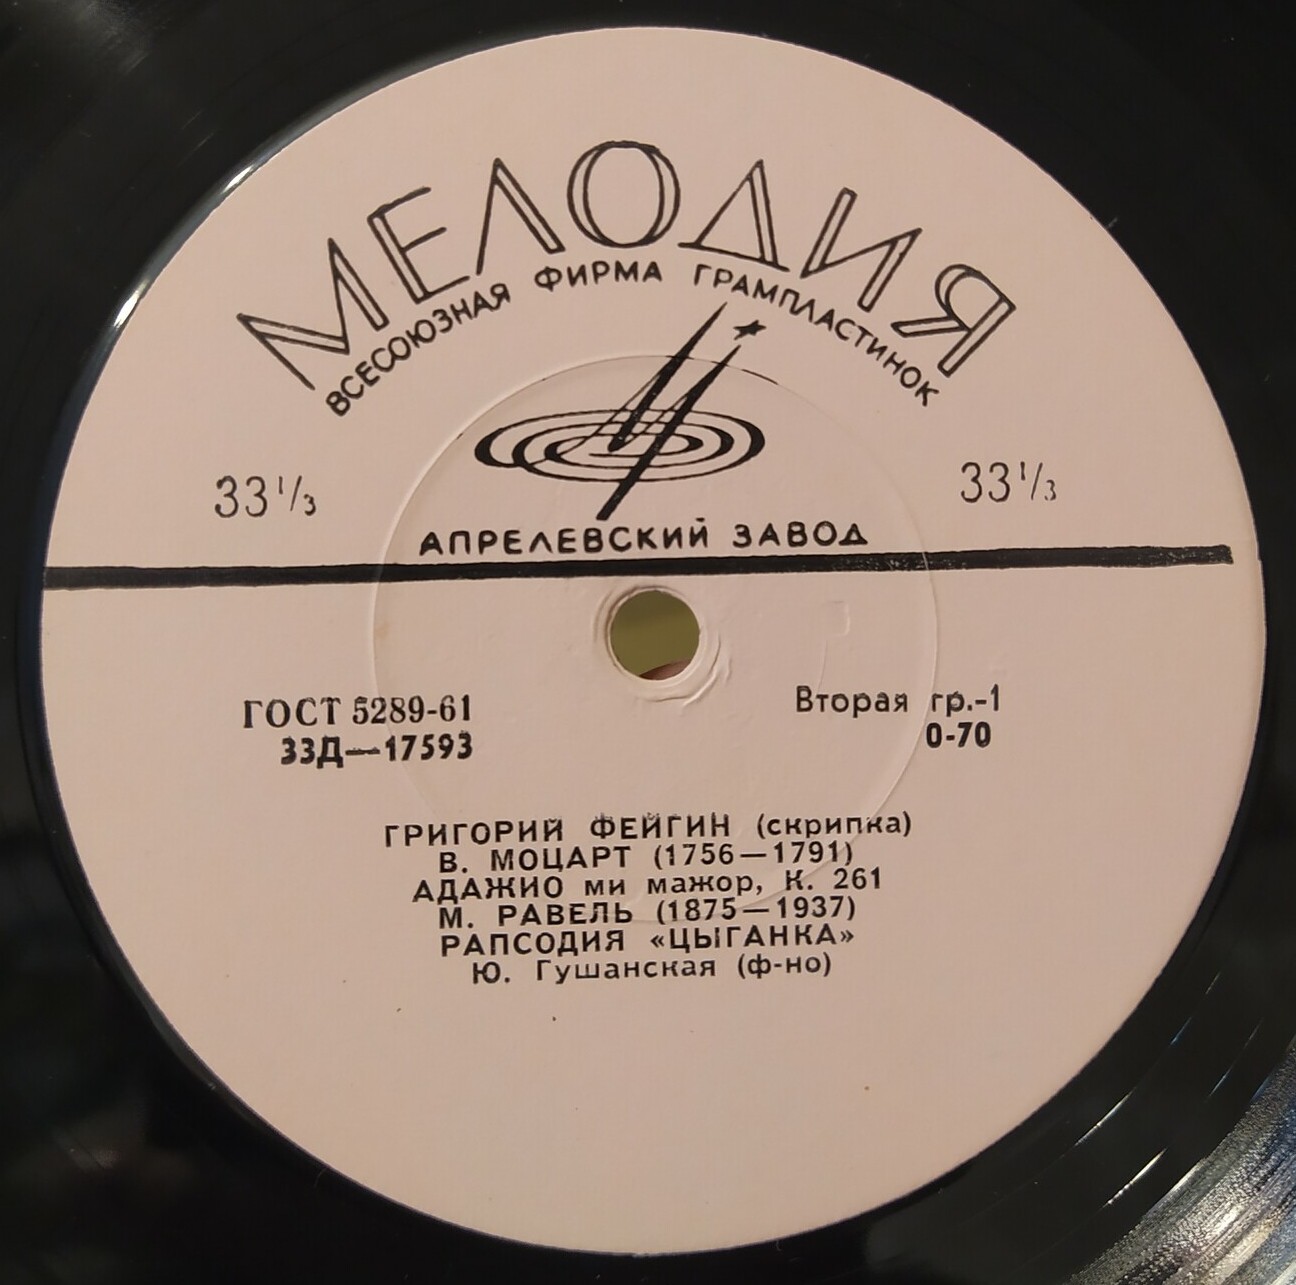 МЕЛОДИЯ
ВСЕСОЮЗНАЯ ФИРМА ГРАМПЛАСТИНОК
33⅓ 33⅓
АПРЕЛЕВСКИЙ ЗАВОД
ГОСТ 5289-61 Вторая гр.-1
33Д—17593 0-70
ГРИГОРИЙ ФЕЙГИН (скрипка)
В. МОЦАРТ (1756—1791)
АДАЖИО ми мажор, К. 261
М. РАВЕЛЬ (1875—1937)
РАПСОДИЯ «ЦЫГАНКА»
Ю. Гушанская (ф-но)